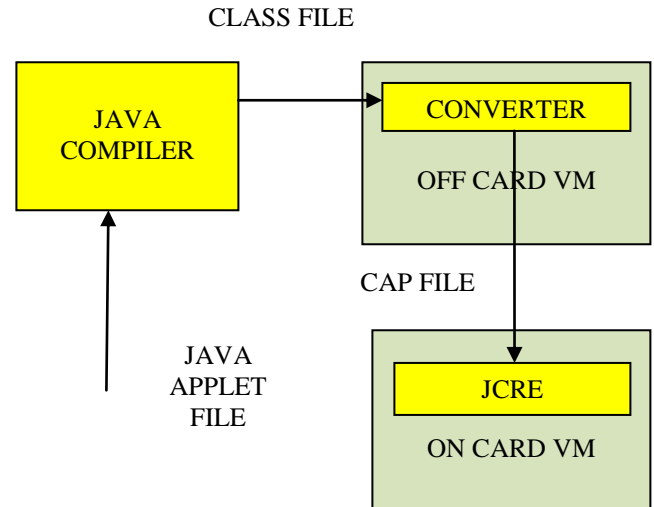 CLASS FILE
JAVA
COMPILER
CONVERTER
OFF CARD VM
CAP FILE
JAVA
APPLET
FILE
JCRE
ON CARD VM